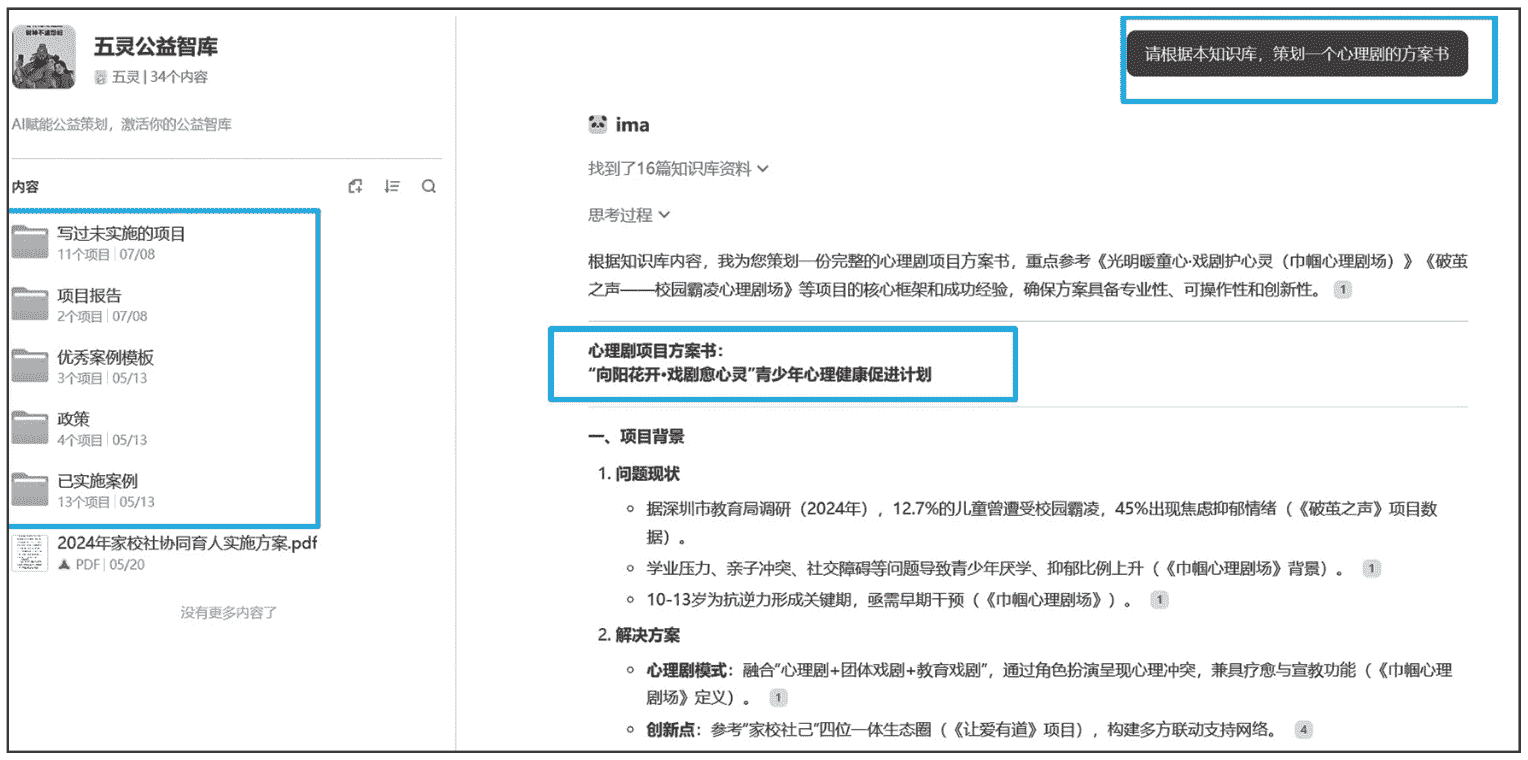 五灵公益智库
五灵 | 34个内容
AI赋能公益策划，激活你的公益智库
内容
写过未实施的项目
11个项目 | 07/08
项目报告
2个项目 | 07/08
优秀案例模板
3个项目 | 05/13
政策
4个项目 | 05/13
已实施案例
13个项目 | 05/13
2024年家校社协同育人实施方案.pdf
PDF | 05/20
没有更多内容了
请根据本知识库，策划一个心理剧的方案书
ima
找到了16篇知识库资料
思考过程
根据知识库内容，我为您策划一份完整的心理剧项目方案书，重点参考《光明暖童心·戏剧护心灵（巾帼心理剧场）》《破茧
之声——校园霸凌心理剧场》等项目的核心框架和成功经验，确保方案具备专业性、可操作性和创新性。 1
心理剧项目方案书：
“向阳花开·戏剧愈心灵”青少年心理健康促进计划
一、项目背景
1. 问题现状
据深圳市教育局调研（2024年），12.7%的儿童曾遭受校园霸凌，45%出现焦虑抑郁情绪（《破茧之声》项目数
据）。
学业压力、亲子冲突、社交障碍等问题导致青少年厌学、抑郁比例上升（《巾帼心理剧场》背景）。 1
10-13岁为抗逆力形成关键期，亟需早期干预（《巾帼心理剧场》）。 1
2. 解决方案
心理剧模式：融合“心理剧+团体戏剧+教育戏剧”，通过角色扮演呈现心理冲突，兼具疗愈与宣教功能（《巾帼心理
剧场》定义）。 1
创新点：参考“家校社己”四位一体生态圈（《让爱有道》项目），构建多方联动支持网络。 4